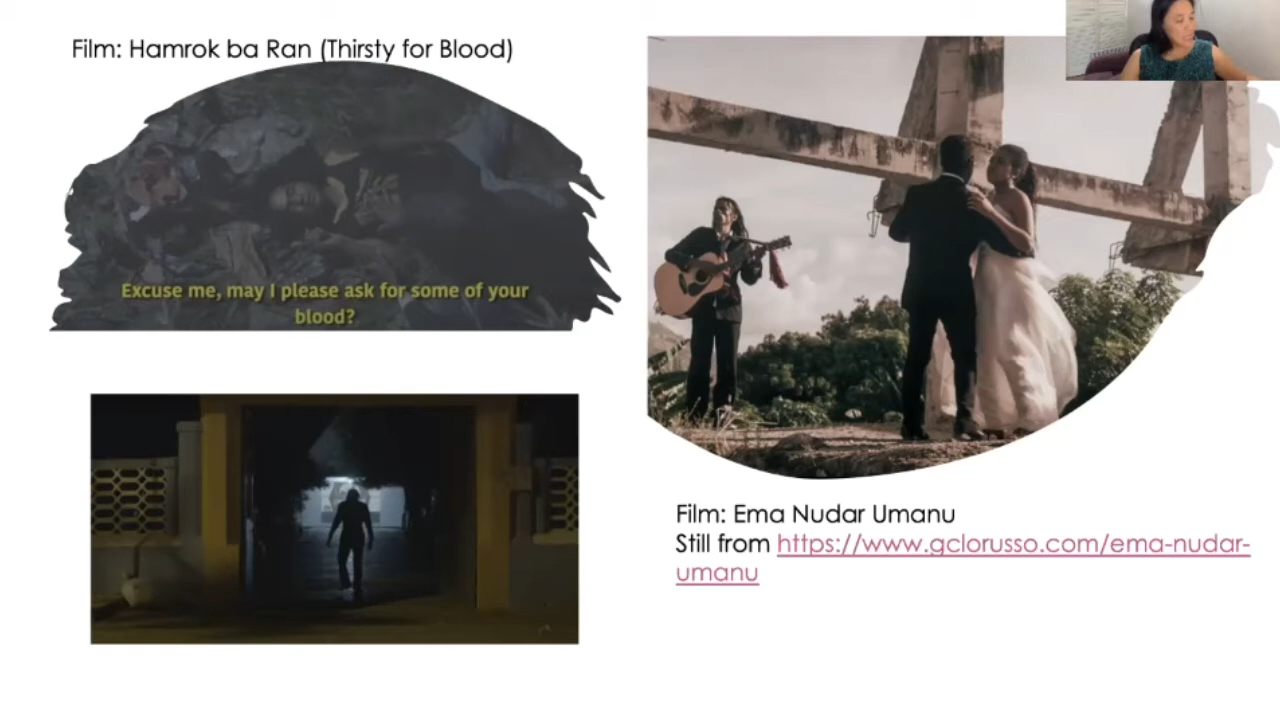 Film: Hamrok ba Ran (Thirsty for Blood)
Excuse me, may I please ask for some of your
blood?
Film: Ema Nudar Umanu
Still from https://www.gclorusso.com/ema-nudar-
umanu